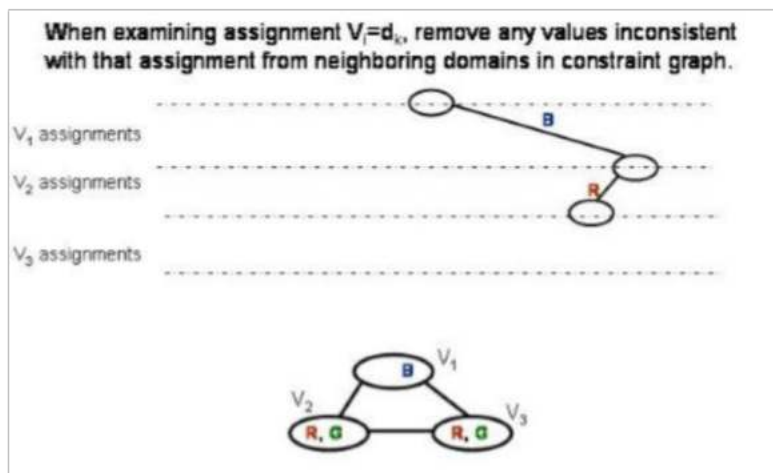 When examining assignment Vᵢ=dₖ, remove any values inconsistent
with that assignment from neighboring domains in constraint graph.
B
V₁ assignments
V₂ assignments
R
V₃ assignments
B V₁
V₂ V₃
R, G R, G